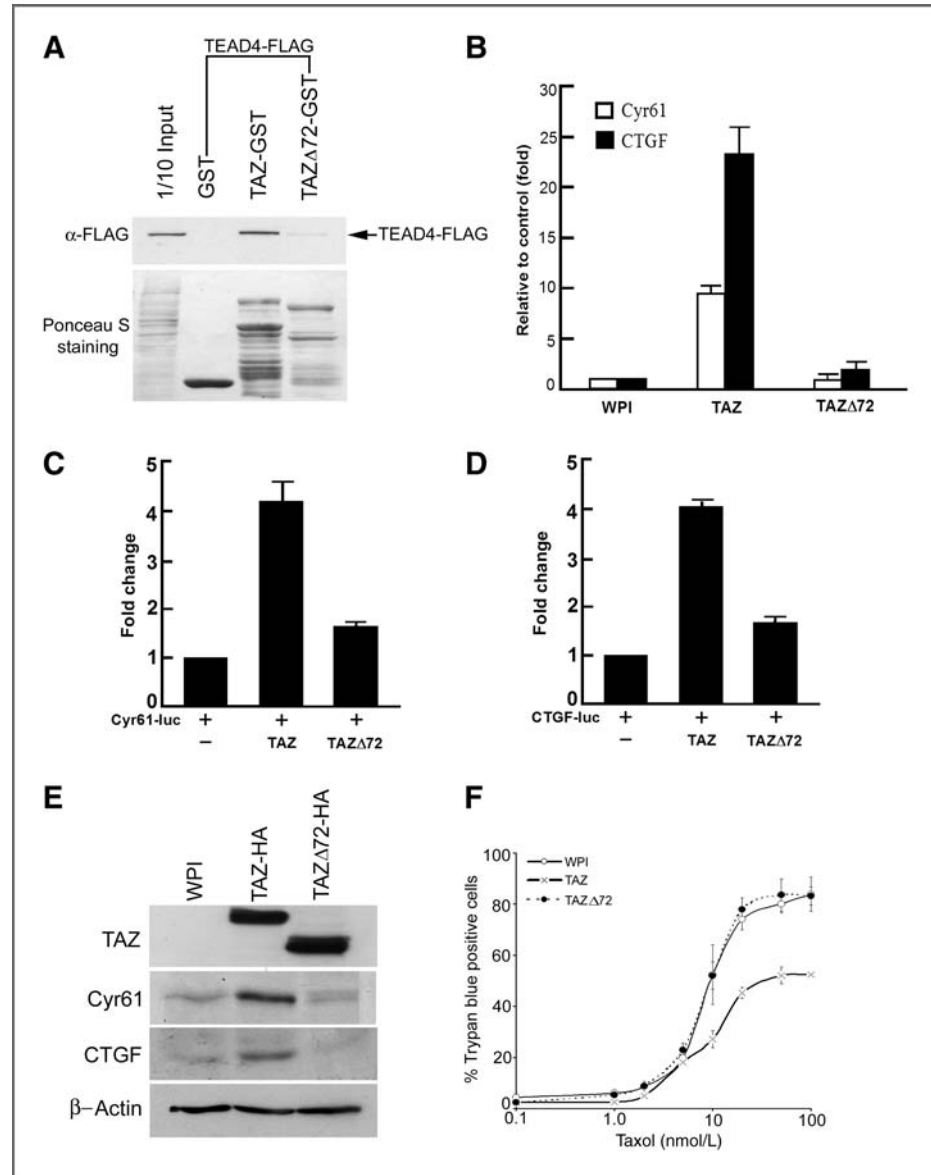 A
TEAD4-FLAG
1/10 Input
GST
TAZ-GST
TAZΔ72-GST
α-FLAG
TEAD4-FLAG
Ponceau S
staining
B
Relative to control (fold)
30
25
20
15
10
5
0
Cyr61
CTGF
WPI TAZ TAZΔ72
C
Fold change
5
4
3
2
1
0
Cyr61-luc + + +
– TAZ TAZΔ72
D
Fold change
5
4
3
2
1
0
CTGF-luc + + +
– TAZ TAZΔ72
E
WPI
TAZ-HA
TAZΔ72-HA
TAZ
Cyr61
CTGF
β–Actin
F
% Trypan blue positive cells
100
80
60
40
20
0
WPI
TAZ
TAZΔ72
0.1 1.0 10 100
Taxol (nmol/L)